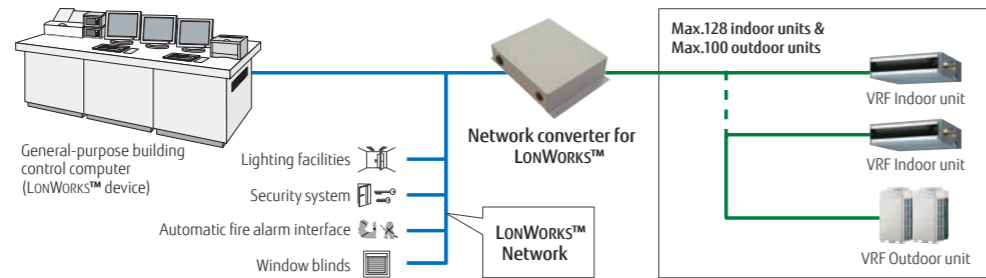 General-purpose building
control computer
(LONWORKS™ device)
Lighting facilities
Security system
Automatic fire alarm interface
Window blinds
LONWORKS™
Network
Network converter for
LONWORKS™
Max.128 indoor units &
Max.100 outdoor units
VRF Indoor unit
VRF Indoor unit
VRF Outdoor unit